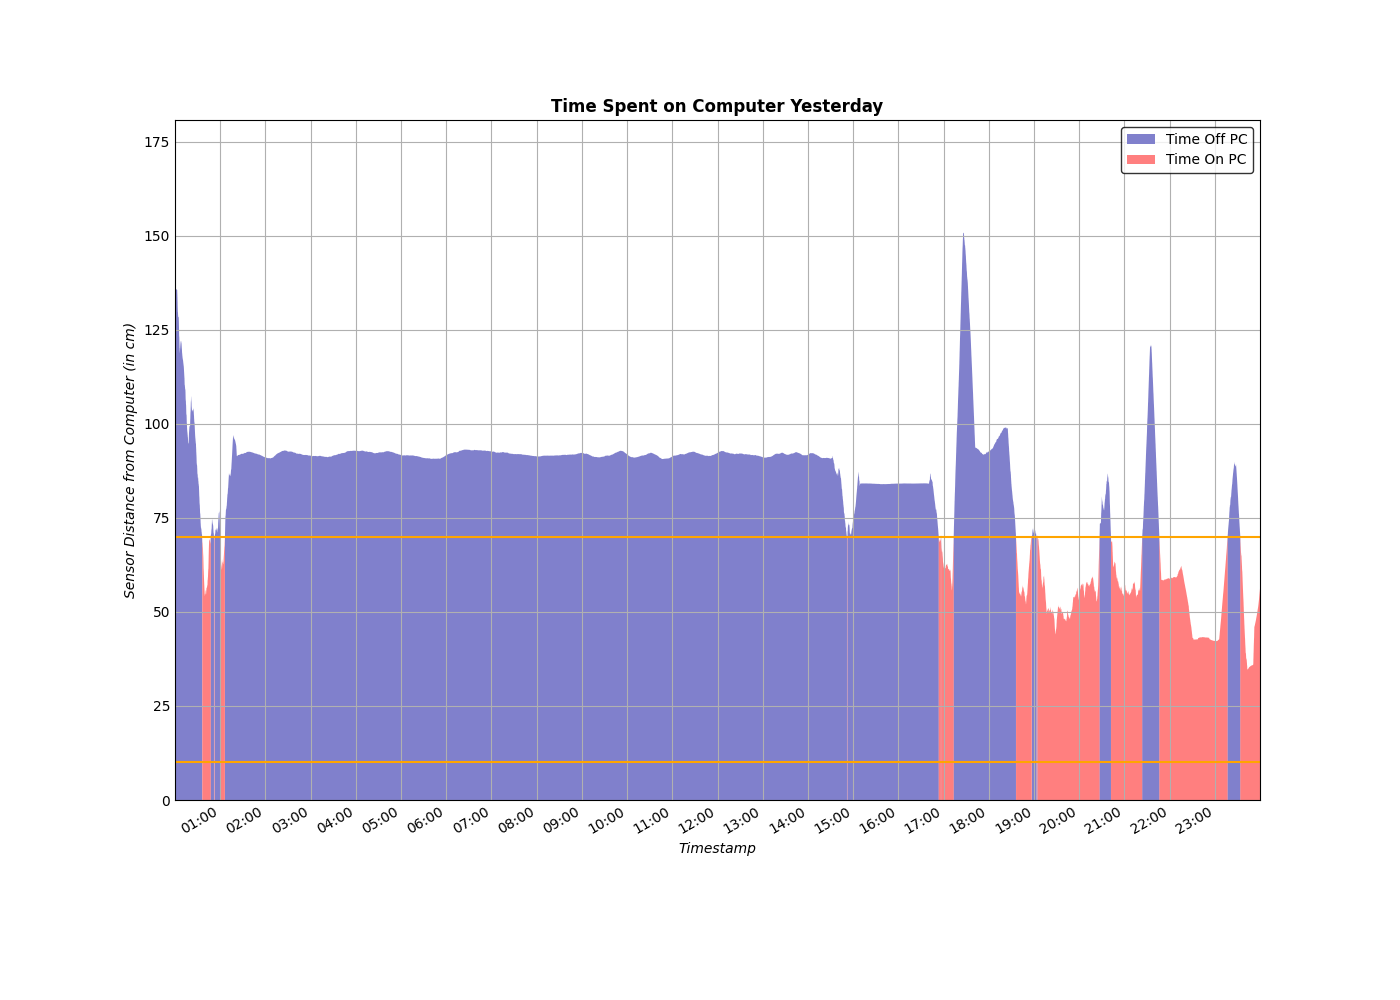 Time Spent on Computer Yesterday
Time Off PC
Time On PC
Sensor Distance from Computer (in cm)
175
150
125
100
75
50
25
0
01:00 02:00 03:00 04:00 05:00 06:00 07:00 08:00 09:00 10:00 11:00 12:00 13:00 14:00 15:00 16:00 17:00 18:00 19:00 20:00 21:00 22:00 23:00
Timestamp